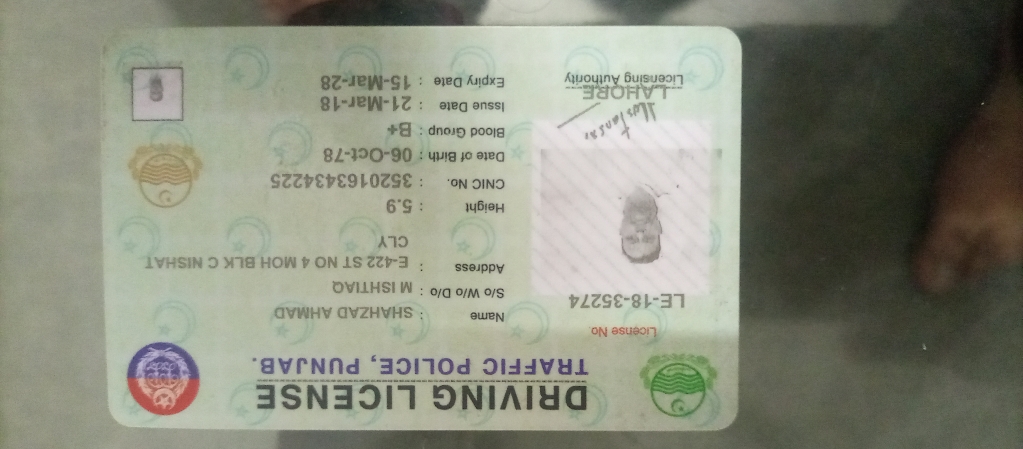 DRIVING LICENSE
TRAFFIC POLICE, PUNJAB.
License No
LE-18-35274
Name : SHAHZAD AHMAD
S/o W/o D/o : M ISHTIAQ
Address : E-422 ST NO 4 MOH BLK C NISHAT
CLY
Height : 5.9
CNIC No. : 3520163434225
Date of Birth : 06-Oct-78
Blood Group : B+
Issue Date : 21-Mar-18
Expiry Date : 15-Mar-28
LAHORE
Licensing Authority